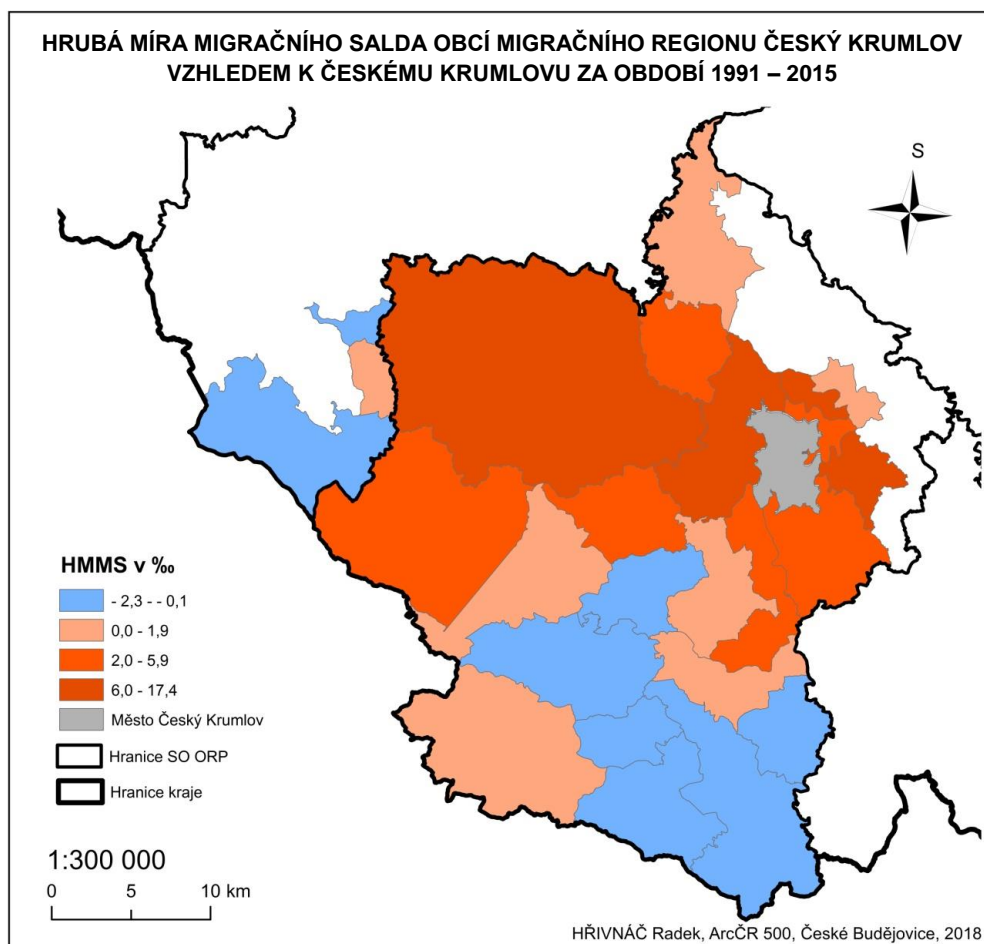 HRUBÁ MÍRA MIGRAČNÍHO SALDA OBCÍ MIGRAČNÍHO REGIONU ČESKÝ KRUMLOV
VZHLEDEM K ČESKÉMU KRUMLOVU ZA OBDOBÍ 1991 – 2015
S
HMMS v ‰
- 2,3 - - 0,1
0,0 - 1,9
2,0 - 5,9
6,0 - 17,4
Město Český Krumlov
Hranice SO ORP
Hranice kraje
1:300 000
0 5 10 km
HŘIVNÁČ Radek, ArcČR 500, České Budějovice, 2018